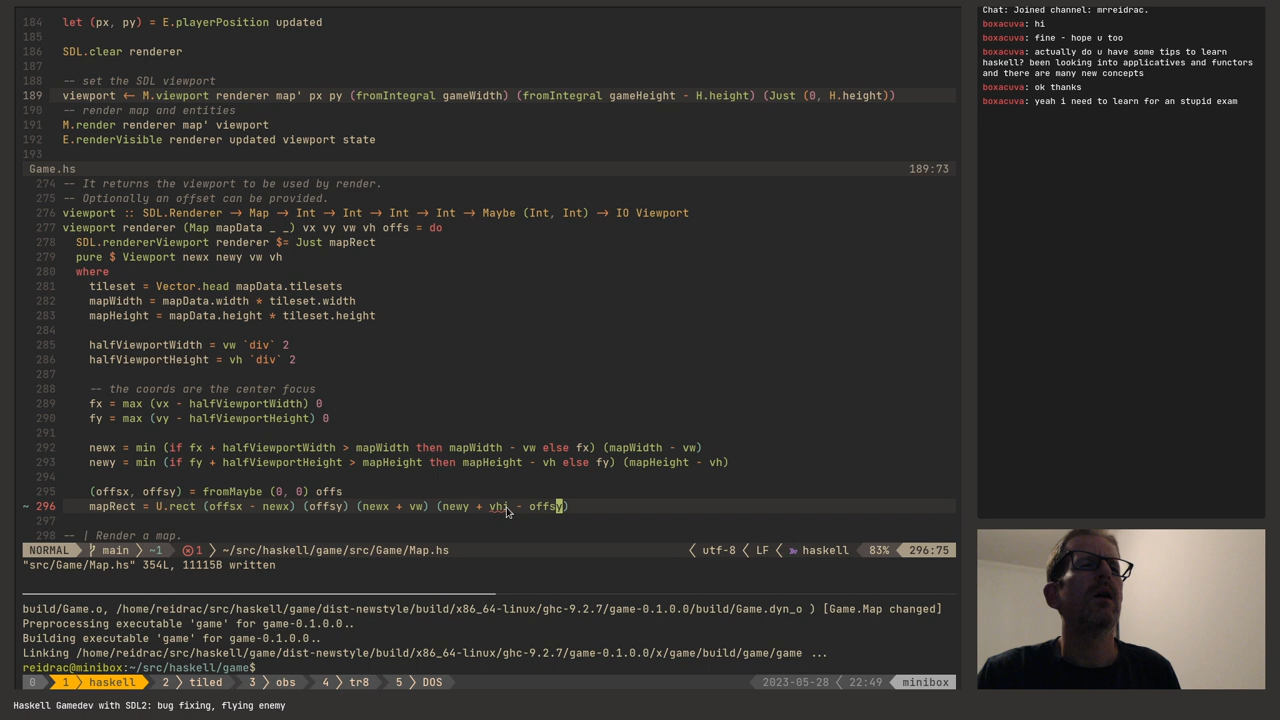 184 let (px, py) = E.playerPosition updated
185
186 SDL.clear renderer
187
188 -- set the SDL viewport
189 viewport <- M.viewport renderer map' px py (fromIntegral gameWidth) (fromIntegral gameHeight - H.height) (Just (0, H.height))
190 -- render map and entities
191 M.render renderer map' viewport
192 E.renderVisible renderer updated viewport state
193
Game.hs 189:73
274 -- It returns the viewport to be used by render.
275 -- Optionally an offset can be provided.
276 viewport :: SDL.Renderer -> Map -> Int -> Int -> Int -> Int -> Maybe (Int, Int) -> IO Viewport
277 viewport renderer (Map mapData _ _) vx vy vw vh offs = do
278 SDL.rendererViewport renderer $= Just mapRect
279 pure $ Viewport newx newy vw vh
280 where
281 tileset = Vector.head mapData.tilesets
282 mapWidth = mapData.width * tileset.width
283 mapHeight = mapData.height * tileset.height
284
285 halfViewportWidth = vw `div` 2
286 halfViewportHeight = vh `div` 2
287
288 -- the coords are the center focus
289 fx = max (vx - halfViewportWidth) 0
290 fy = max (vy - halfViewportHeight) 0
291
292 newx = min (if fx + halfViewportWidth > mapWidth then mapWidth - vw else fx) (mapWidth - vw)
293 newy = min (if fy + halfViewportHeight > mapHeight then mapHeight - vh else fy) (mapHeight - vh)
294
295 (offsx, offsy) = fromMaybe (0, 0) offs
~ 296 mapRect = U.rect (offsx - newx) (offsy) (newx + vw) (newy + vhi - offsy)
297
298 -- | Render a map.
NORMAL main ~1 1 ~/src/haskell/game/src/Game/Map.hs utf-8 LF haskell 83% 296:75
"src/Game/Map.hs" 354L, 11115B written
build/Game.o, /home/reidrac/src/haskell/game/dist-newstyle/build/x86_64-linux/ghc-9.2.7/game-0.1.0.0/build/Game.dyn_o ) [Game.Map changed]
Preprocessing executable 'game' for game-0.1.0.0..
Building executable 'game' for game-0.1.0.0..
Linking /home/reidrac/src/haskell/game/dist-newstyle/build/x86_64-linux/ghc-9.2.7/game-0.1.0.0/x/game/build/game/game ...
reidrac@minibox:~/src/haskell/game$
0 1 haskell 2 tiled 3 obs 4 tr8 5 DOS 2023-05-28 22:49 minibox
Haskell Gamedev with SDL2: bug fixing, flying enemy
Chat: Joined channel: mrreidrac.
boxacuva: hi
boxacuva: fine - hope u too
boxacuva: actually do u have some tips to learn
haskell? been looking into applicatives and functors
and there are many new concepts
boxacuva: ok thanks
boxacuva: yeah i need to learn for an stupid exam